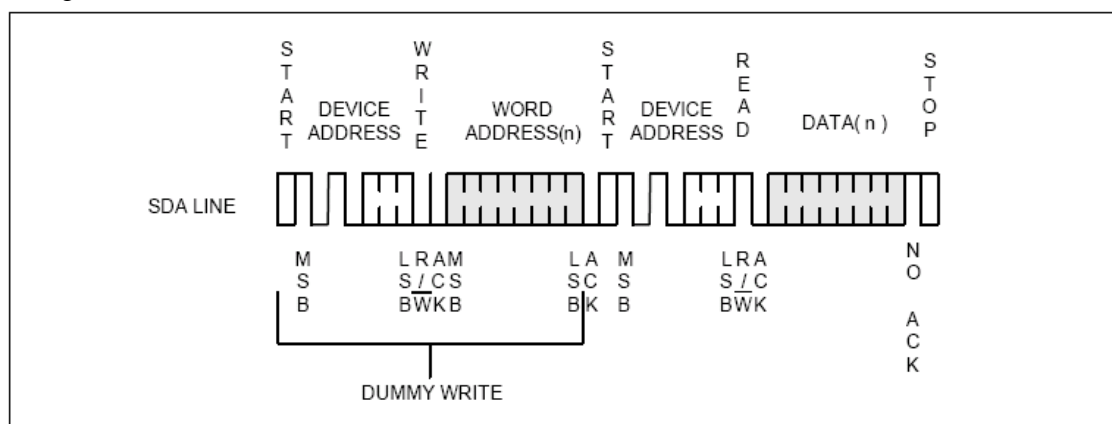 START
DEVICE ADDRESS
WRITE
WORD ADDRESS(n)
START
DEVICE ADDRESS
READ
DATA( n )
STOP
SDA LINE
MSB
LSB
R/W
ACK
MSB
LSB
ACK
MSB
LSB
R/W
ACK
NO ACK
DUMMY WRITE